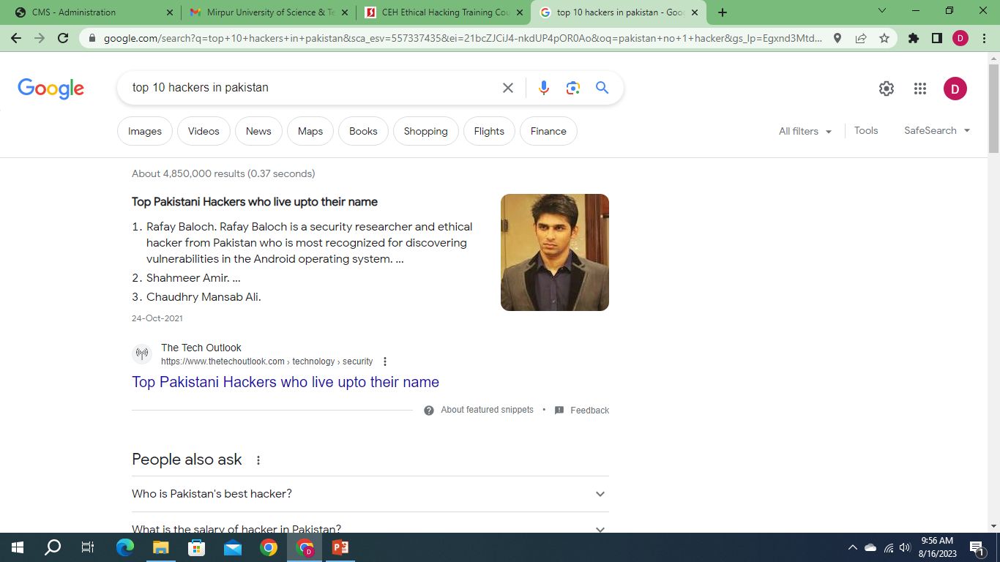 CMS - Administration
Mirpur University of Science & Te
CEH Ethical Hacking Training Cou
top 10 hackers in pakistan - Goo
google.com/search?q=top+10+hackers+in+pakistan&sca_esv=557337435&ei=21bcZJCiJ4-nkdUP4pOR0Ao&oq=pakistan+no+1+hacker&gs_lp=Egxnd3Mtd...
D
Google
top 10 hackers in pakistan
D
Images
Videos
News
Maps
Books
Shopping
Flights
Finance
All filters
Tools
SafeSearch
About 4,850,000 results (0.37 seconds)
Top Pakistani Hackers who live upto their name
1. Rafay Baloch. Rafay Baloch is a security researcher and ethical
hacker from Pakistan who is most recognized for discovering
vulnerabilities in the Android operating system. ...
2. Shahmeer Amir. ...
3. Chaudhry Mansab Ali.
24-Oct-2021
The Tech Outlook
https://www.thetechoutlook.com › technology › security
Top Pakistani Hackers who live upto their name
About featured snippets
•
Feedback
People also ask
Who is Pakistan's best hacker?
What is the salary of hacker in Pakistan?
D
9:56 AM
8/16/2023
1